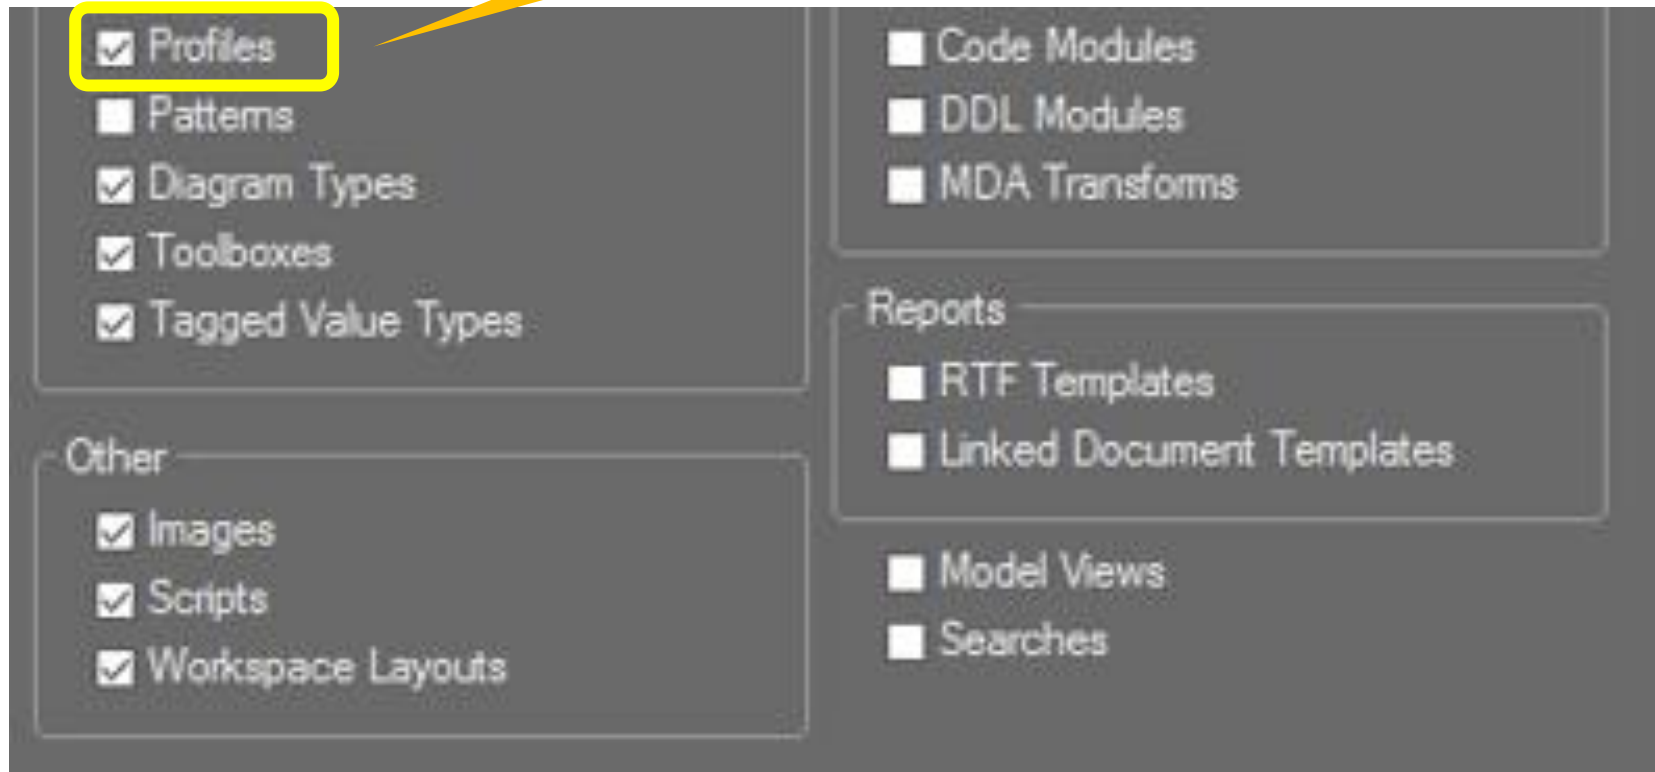 Profiles
Patterns
Diagram Types
Toolboxes
Tagged Value Types
Other
Images
Scripts
Workspace Layouts
Code Modules
DDL Modules
MDA Transforms
Reports
RTF Templates
Linked Document Templates
Model Views
Searches